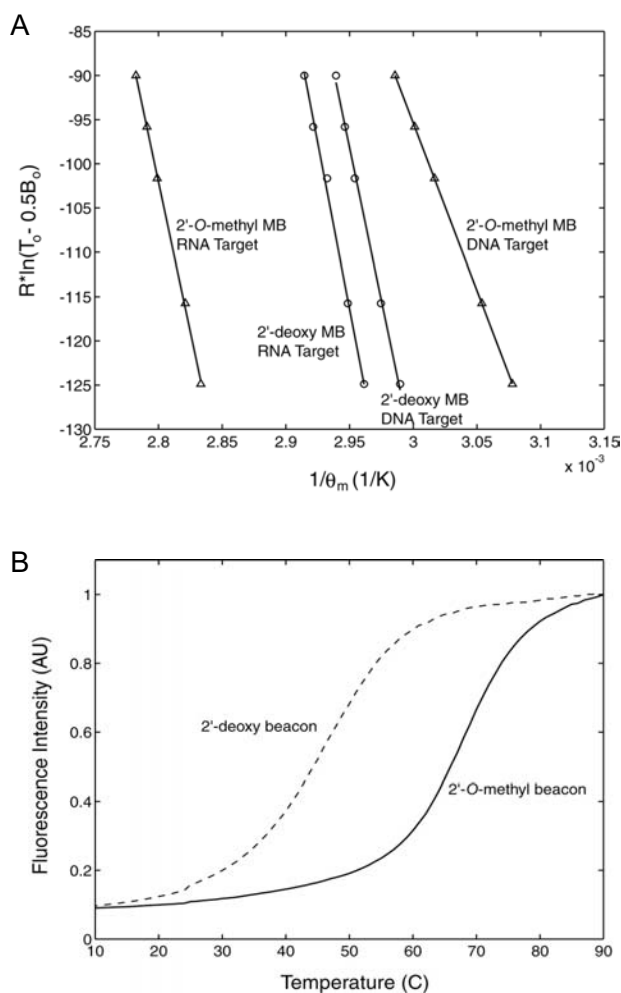 A
R*ln(Tₒ - 0.5Bₒ)
-90
-95
-100
-105
-110
-115
-120
-125
-130
2'-O-methyl MB
RNA Target
2'-O-methyl MB
DNA Target
2'-deoxy MB
RNA Target
2'-deoxy MB
DNA Target
2.75
2.8
2.85
2.9
2.95
3
3.05
3.1
3.15
x 10⁻³
1/θₘ (1/K)
B
Fluorescence Intensity (AU)
1
0.8
0.6
0.4
0.2
0
2'-deoxy beacon
2'-O-methyl beacon
10
20
30
40
50
60
70
80
90
Temperature (C)